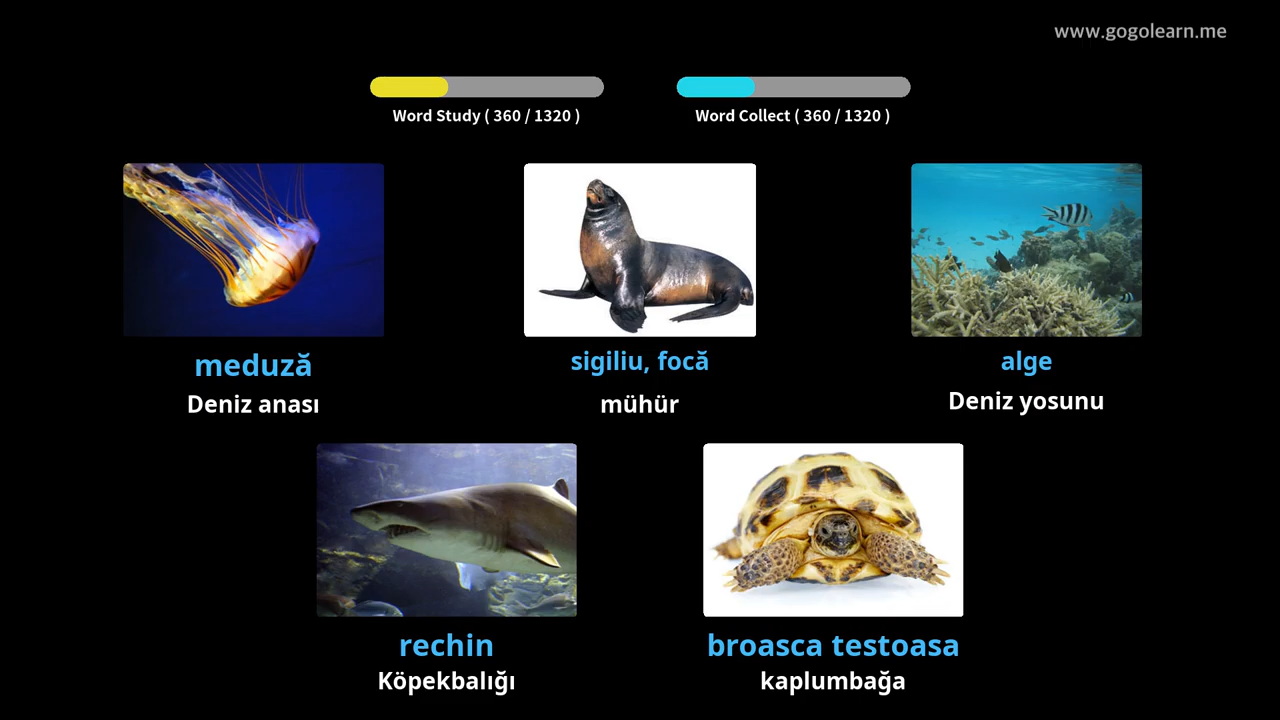 www.gogolearn.me
Word Study ( 360 / 1320 )
Word Collect ( 360 / 1320 )
meduză
Deniz anası
sigiliu, focă
mühür
alge
Deniz yosunu
rechin
Köpekbalığı
broasca testoasa
kaplumbağa